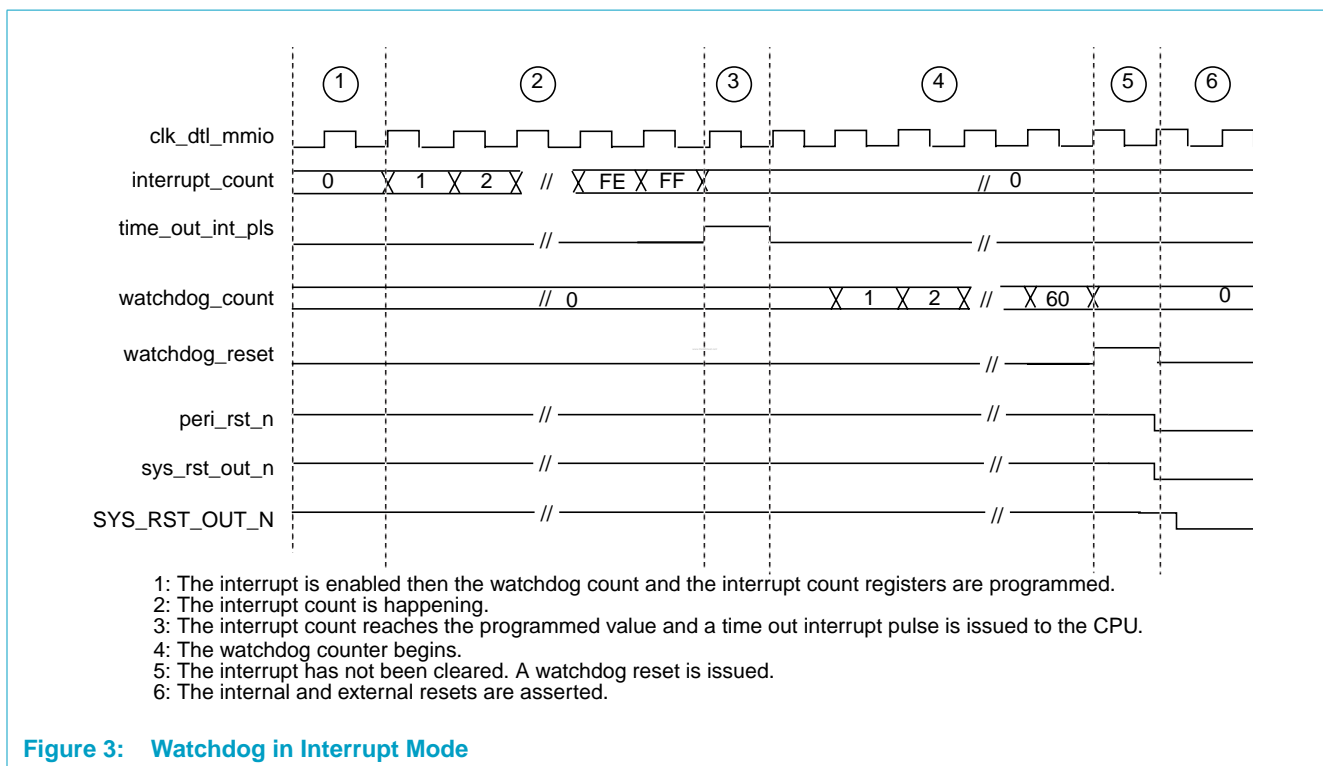 1 2 3 4 5 6
clk_dtl_mmio
interrupt_count 0 1 2 // FE FF // 0
time_out_int_pls // //
watchdog_count // 0 1 2 // 60 0
watchdog_reset //
peri_rst_n // //
sys_rst_out_n // //
SYS_RST_OUT_N // //
1: The interrupt is enabled then the watchdog count and the interrupt count registers are programmed.
2: The interrupt count is happening.
3: The interrupt count reaches the programmed value and a time out interrupt pulse is issued to the CPU.
4: The watchdog counter begins.
5: The interrupt has not been cleared. A watchdog reset is issued.
6: The internal and external resets are asserted.
Figure 3: Watchdog in Interrupt Mode